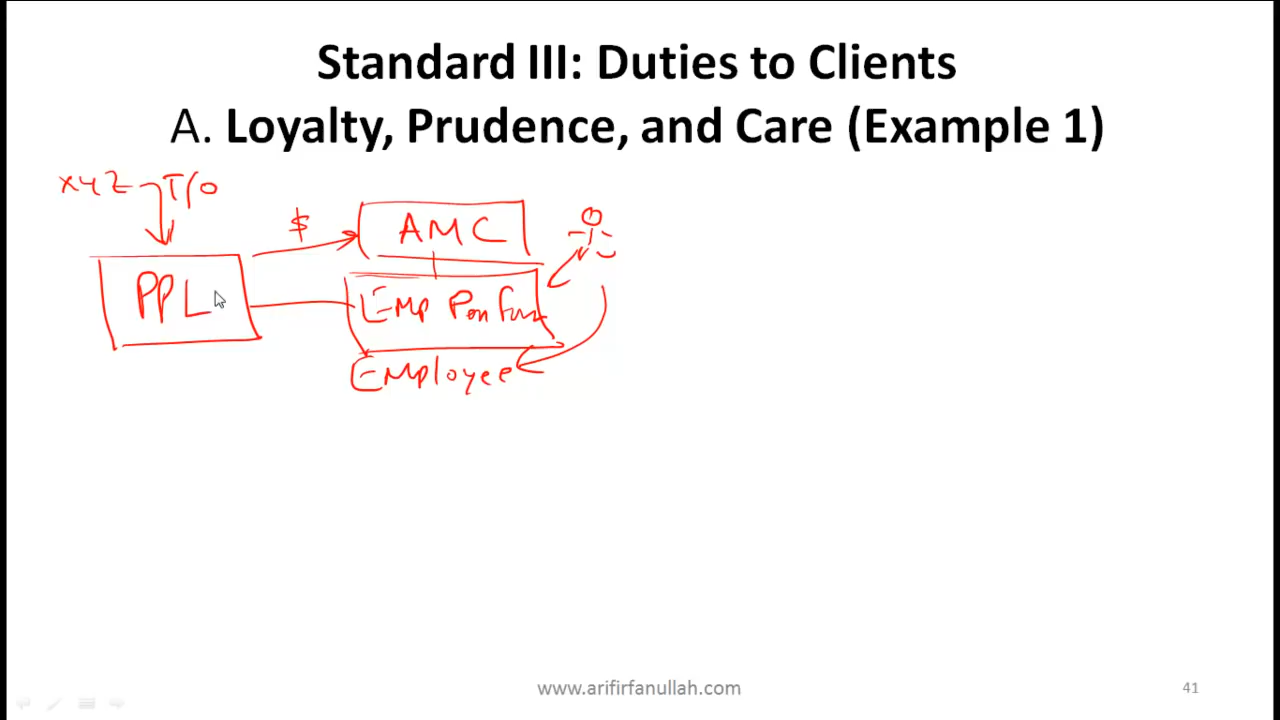 Standard III: Duties to Clients
A. Loyalty, Prudence, and Care (Example 1)
XYZ T/O
$
AMC
PPL
Emp Pen Fun
Employee
www.arifirfanullah.com
41